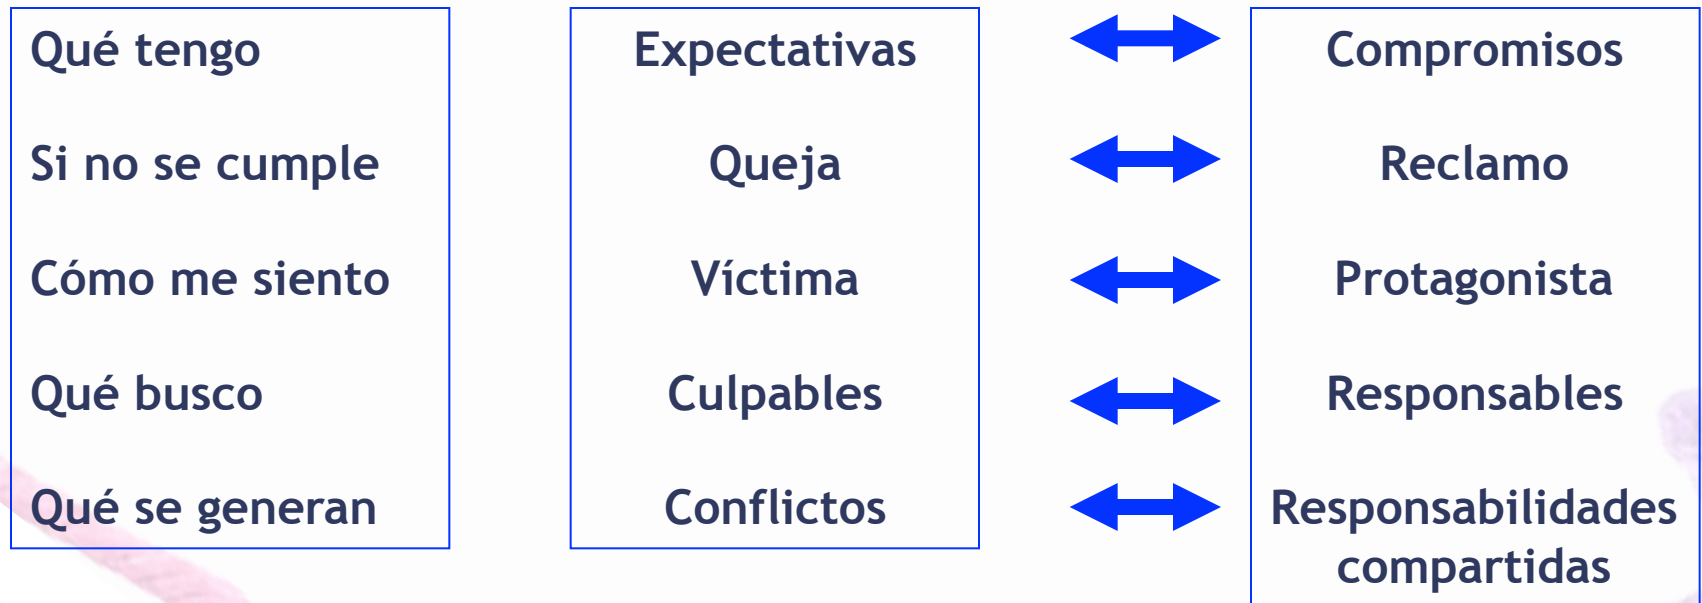 Qué tengo Expectativas Compromisos
Si no se cumple Queja Reclamo
Cómo me siento Víctima Protagonista
Qué busco Culpables Responsables
Qué se generan Conflictos Responsabilidades
compartidas